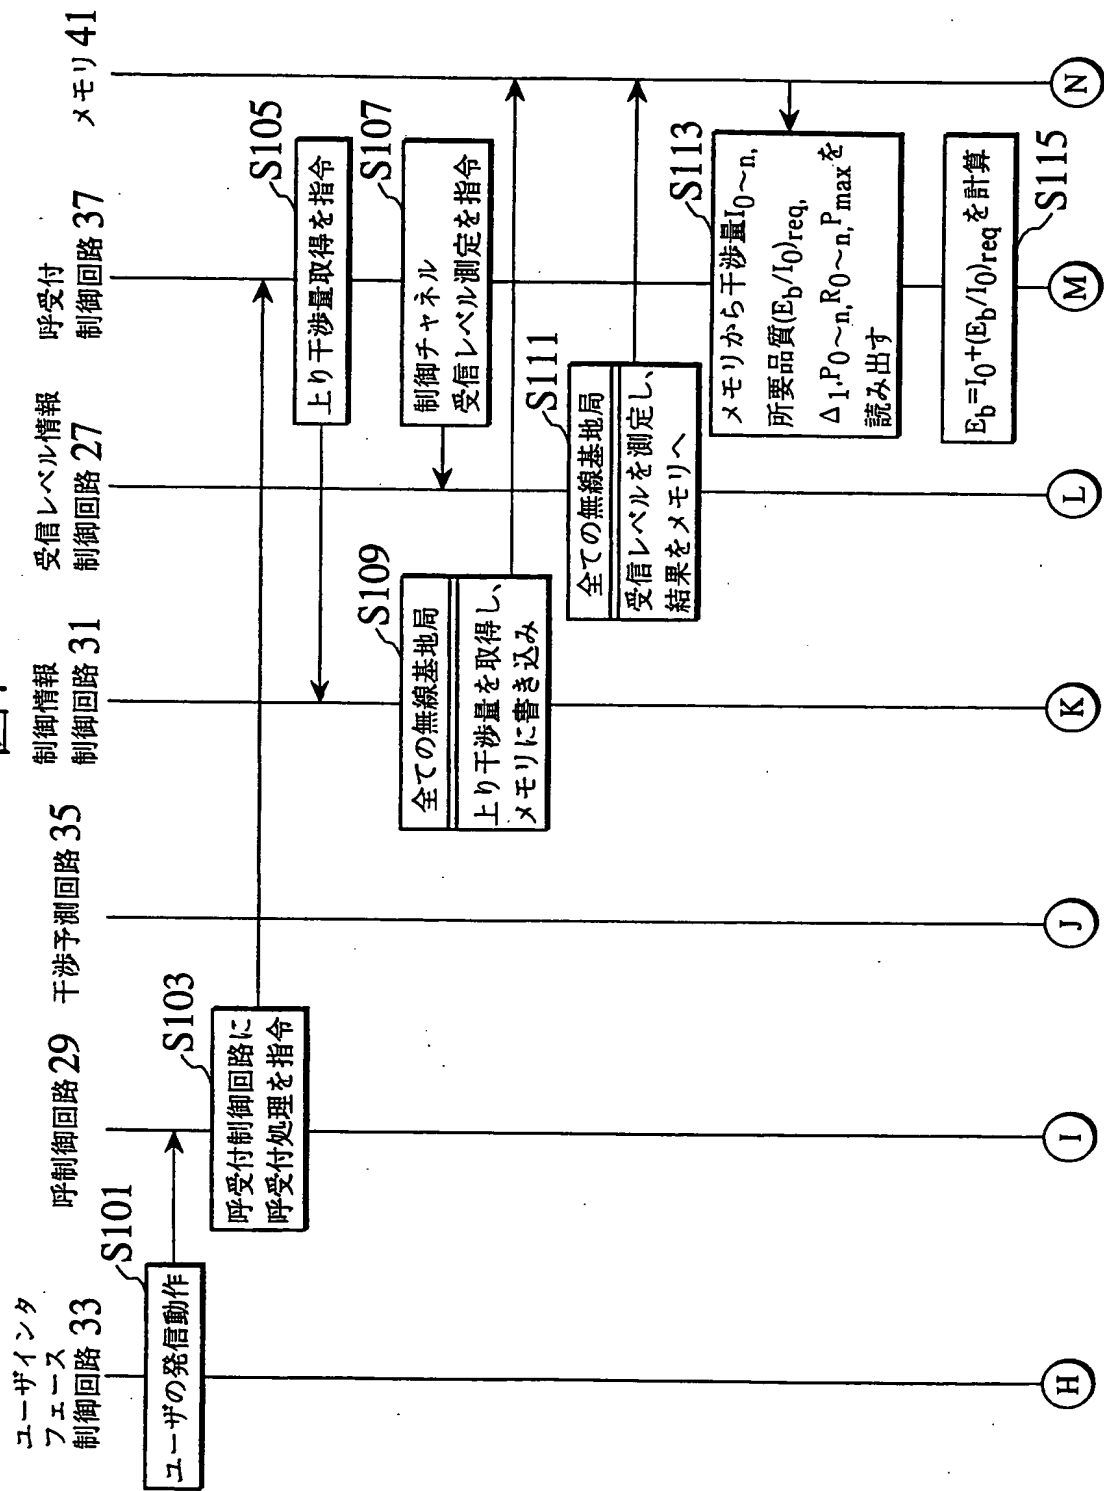 ユーザインタ
フェース
制御回路 33
呼制御回路 29
干渉予測回路 35
制御情報
制御回路 31
受信レベル情報
制御回路 27
呼受付
制御回路 37
メモリ 41
S101
ユーザの発信動作
S103
呼受付制御回路に
呼受付処理を指令
S105
上り干渉量取得を指令
S107
制御チャネル
受信レベル測定を指令
S109
全ての無線基地局
上り干渉量を取得し、
メモリに書き込み
S111
全ての無線基地局
受信レベルを測定し、
結果をメモリへ
S113
メモリから干渉量I0~n,
所要品質(Eb/I0)req,
Δ1,P0~n,R0~n,Pmaxを
読み出す
Eb=I0+(Eb/I0)reqを計算
S115
H
I
J
K
L
M
N